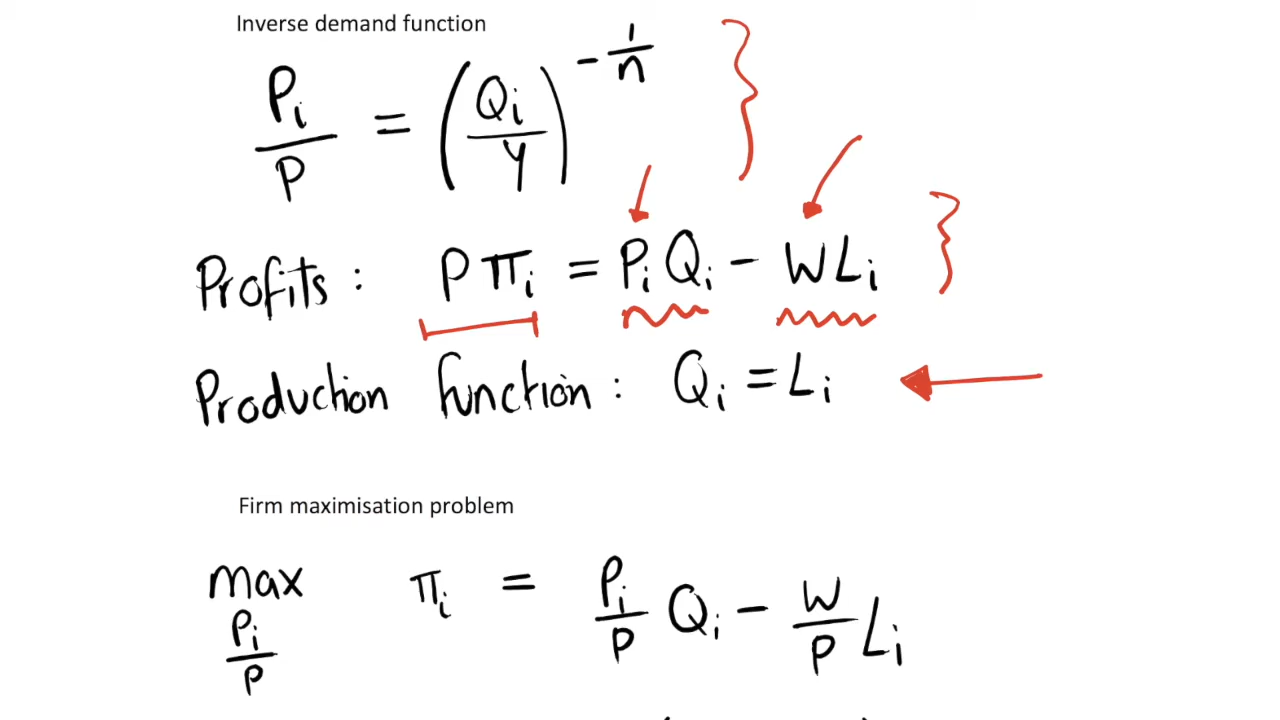 Inverse demand function
Pi/P = (Qi/Y)^(-1/n)
Profits: Pπi = PiQi - WLi
Production function: Qi = Li
Firm maximisation problem
max Pi/P πi = Pi/P Qi - W/P Li